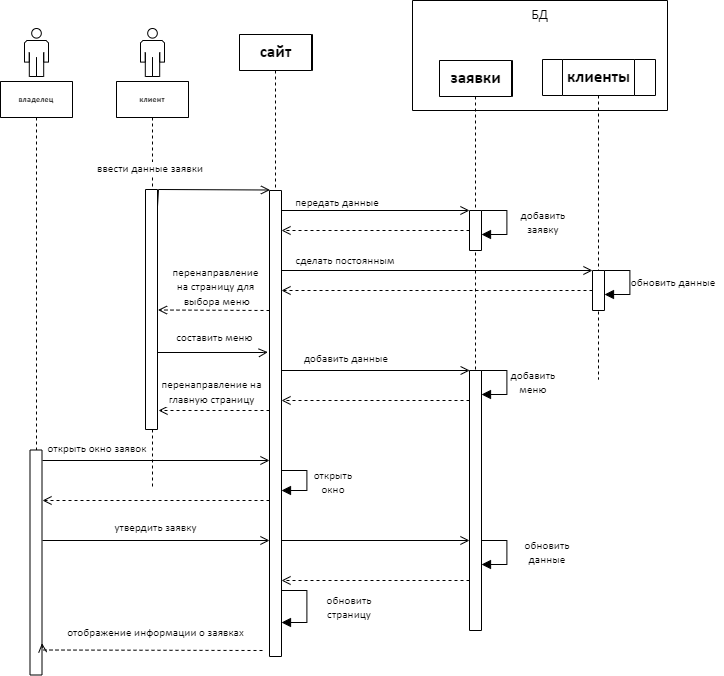 БД
сайт
заявки
клиенты
владелец
клиент
ввести данные заявки
передать данные
добавить
заявку
сделать постоянным
перенаправление
на страницу для
выбора меню
обновить данные
составить меню
добавить данные
добавить
меню
перенаправление на
главную страницу
открыть окно заявок
открыть
окно
утвердить заявку
обновить
данные
обновить
страницу
отображение информации о заявках